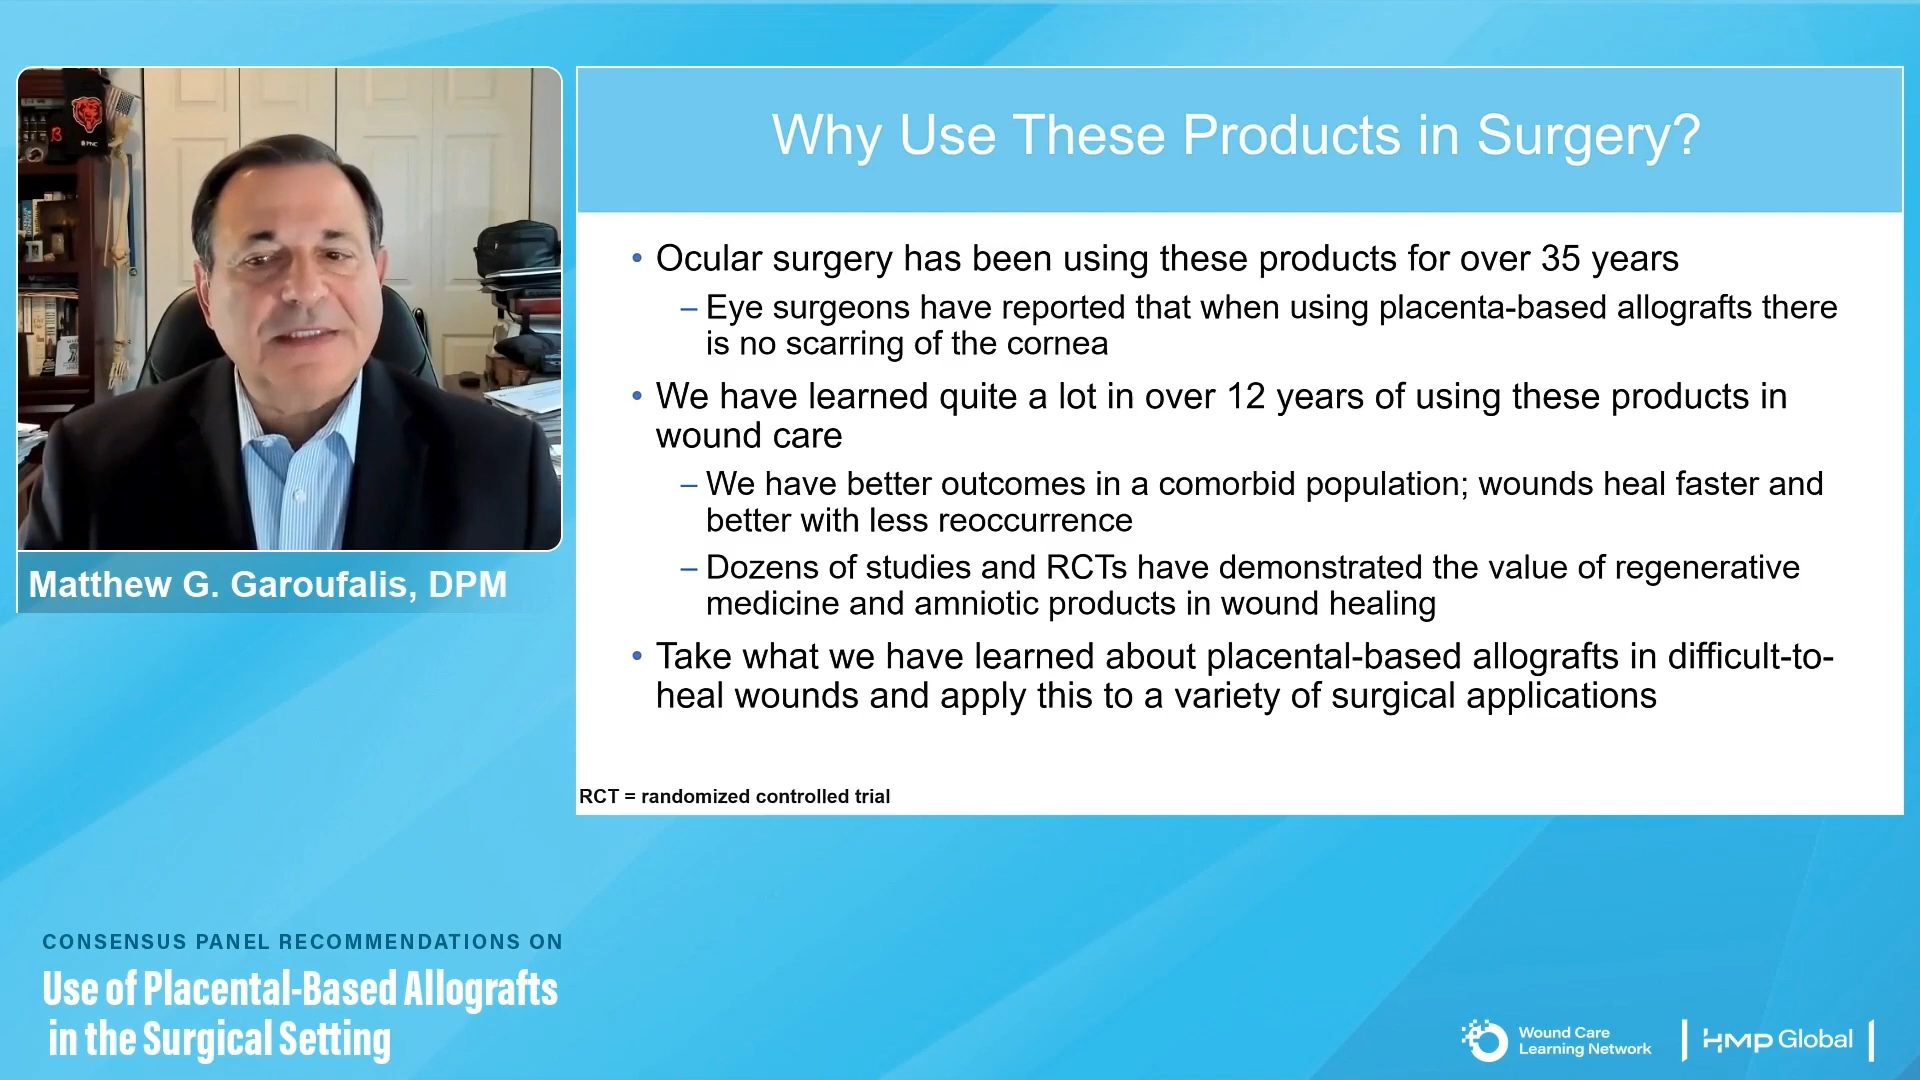 PNC
Matthew G. Garoufalis, DPM
Why Use These Products in Surgery?
• Ocular surgery has been using these products for over 35 years
– Eye surgeons have reported that when using placenta-based allografts there
is no scarring of the cornea
• We have learned quite a lot in over 12 years of using these products in
wound care
– We have better outcomes in a comorbid population; wounds heal faster and
better with less reoccurrence
– Dozens of studies and RCTs have demonstrated the value of regenerative
medicine and amniotic products in wound healing
• Take what we have learned about placental-based allografts in difficult-to-
heal wounds and apply this to a variety of surgical applications
RCT = randomized controlled trial
CONSENSUS PANEL RECOMMENDATIONS ON
Use of Placental-Based Allografts
in the Surgical Setting
Wound Care
Learning Network
HMP Global